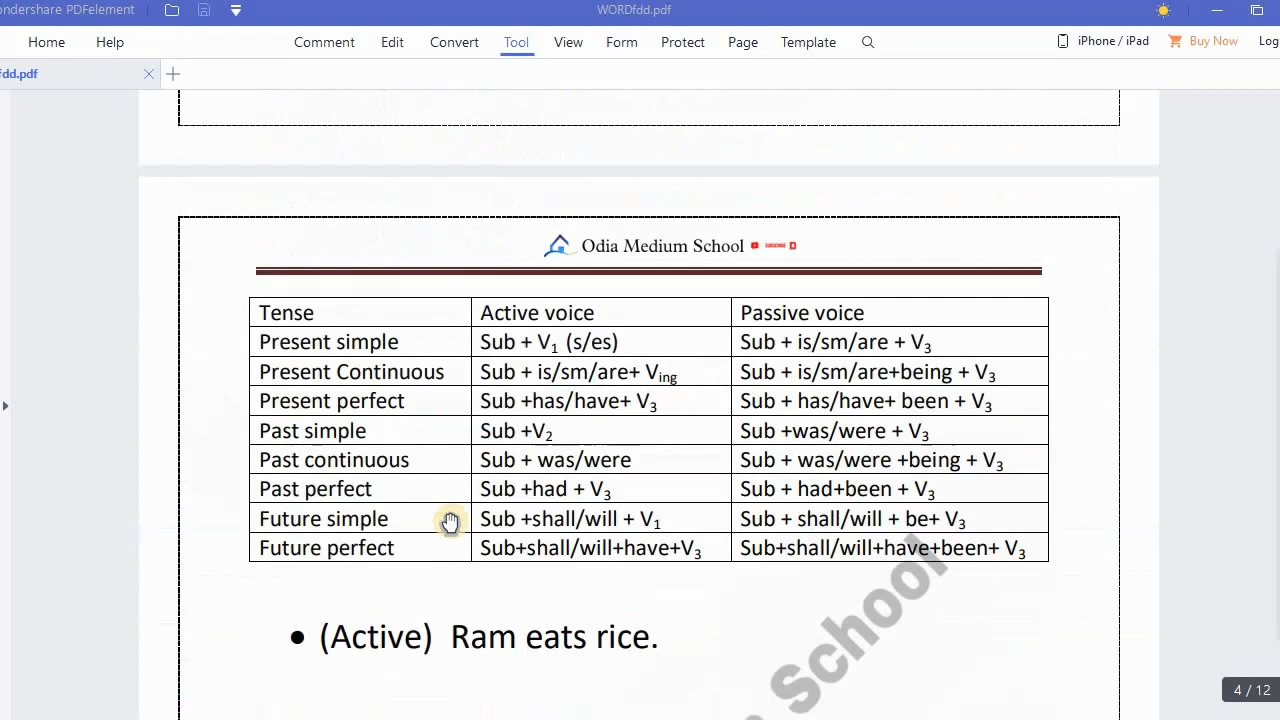 ondershare PDFelement WORDfdd.pdf
Home Help Comment Edit Convert Tool View Form Protect Page Template iPhone / iPad Buy Now Log
fdd.pdf
Odia Medium School SUBSCRIBE
Tense Active voice Passive voice
Present simple Sub + V1 (s/es) Sub + is/sm/are + V3
Present Continuous Sub + is/sm/are+ Ving Sub + is/sm/are+being + V3
Present perfect Sub +has/have+ V3 Sub + has/have+ been + V3
Past simple Sub +V2 Sub +was/were + V3
Past continuous Sub + was/were Sub + was/were +being + V3
Past perfect Sub +had + V3 Sub + had+been + V3
Future simple Sub +shall/will + V1 Sub + shall/will + be+ V3
Future perfect Sub+shall/will+have+V3 Sub+shall/will+have+been+ V3
• (Active) Ram eats rice.
School
4 / 12